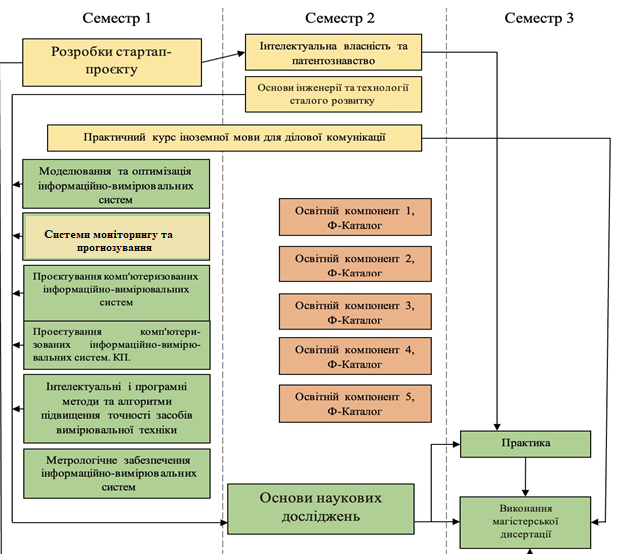 Семестр 1
Семестр 2
Семестр 3
Розробки стартап-
проєкту
Інтелектуальна власність та
патентознавство
Основи інженерії та технології
сталого розвитку
Практичний курс іноземної мови для ділової комунікації
Моделювання та оптимізація
інформаційно-вимірювальних
систем
Системи моніторингу та
прогнозування
Проєктування комп'ютеризованих
інформаційно-вимірювальних
систем
Проеєтування комп'ютери-
зованих інформаційно-вимірю-
вальних систем. КП.
Інтелектуальні і програмні
методи та алгоритми
підвищення точності засобів
вимірювальної техніки
Метрологічне забезпечення
інформаційно-вимірювальних
систем
Освітній компонент 1,
Ф-Каталог
Освітній компонент 2,
Ф-Каталог
Освітній компонент 3,
Ф-Каталог
Освітній компонент 4,
Ф-Каталог
Освітній компонент 5,
Ф-Каталог
Основи наукових
досліджень
Практика
Виконання
магістерської
дисертації